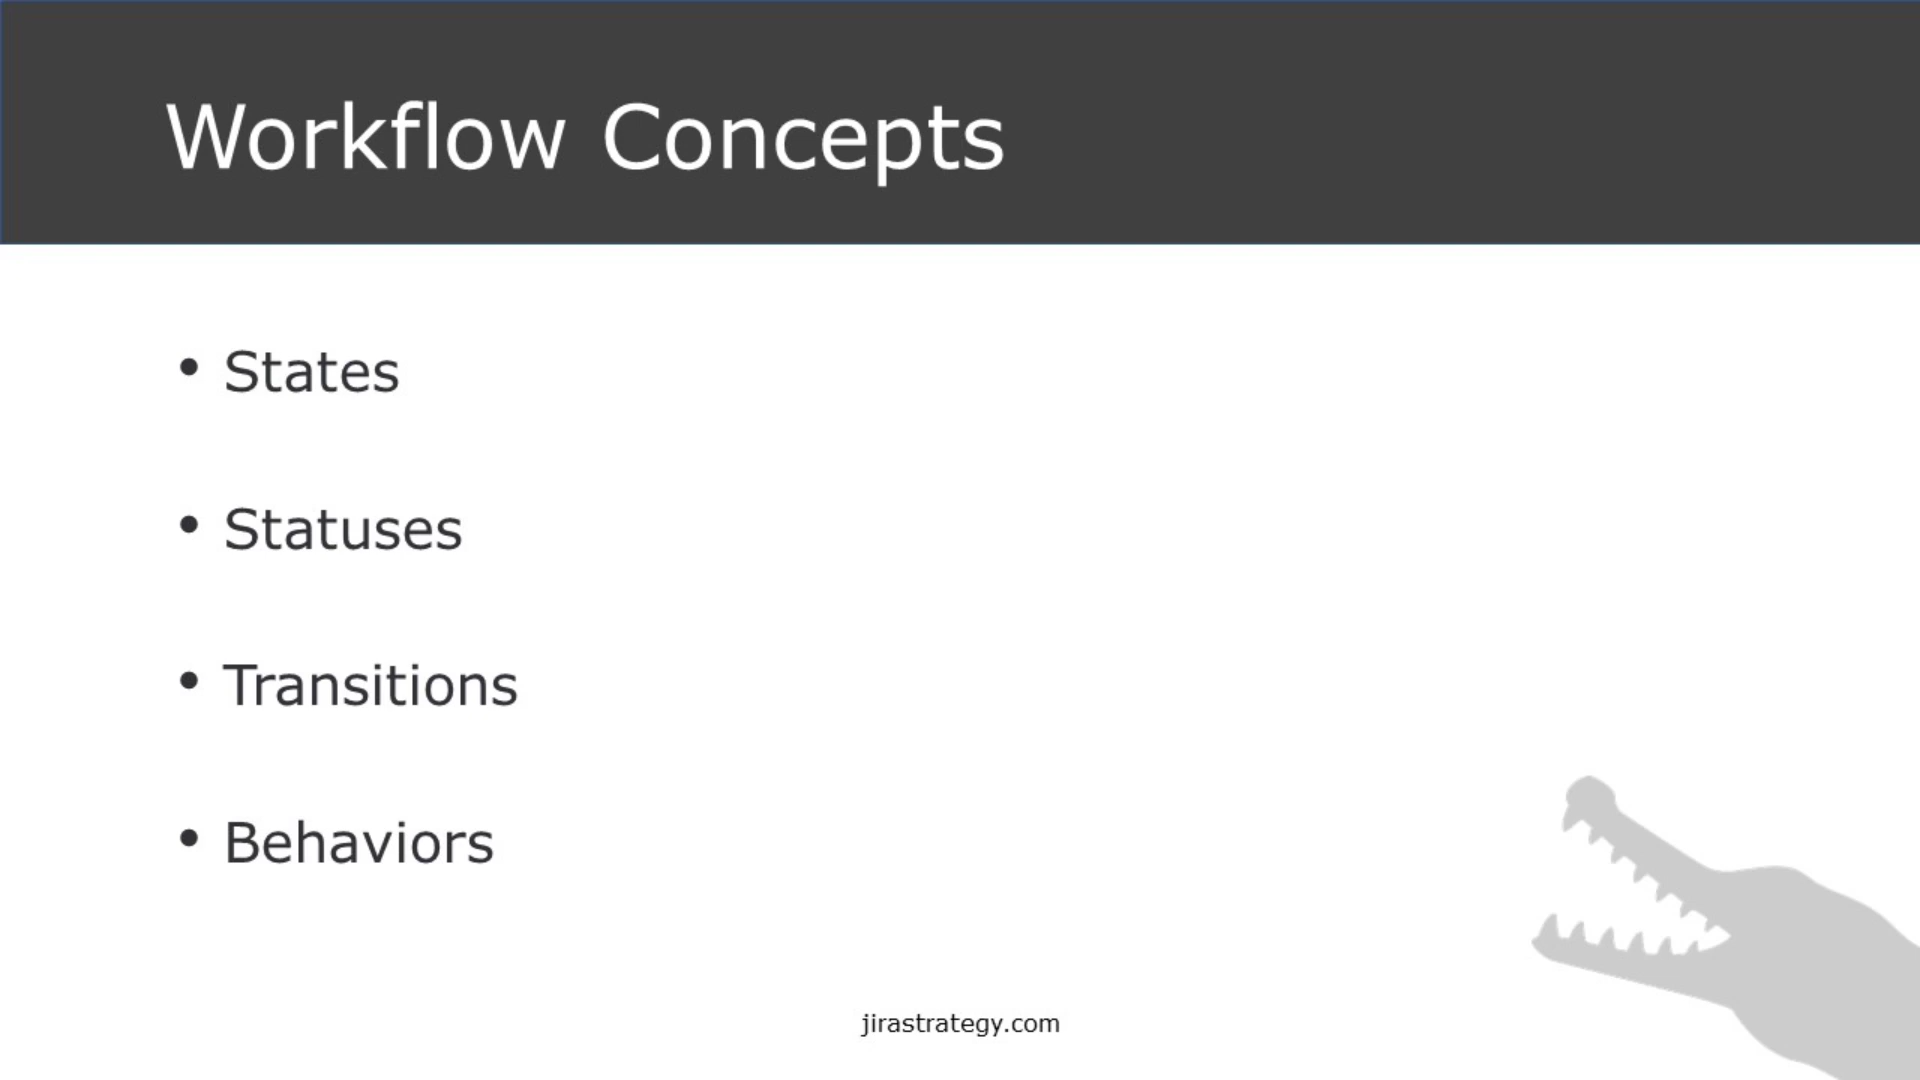 Workflow Concepts
• States
• Statuses
• Transitions
• Behaviors
jirastrategy.com